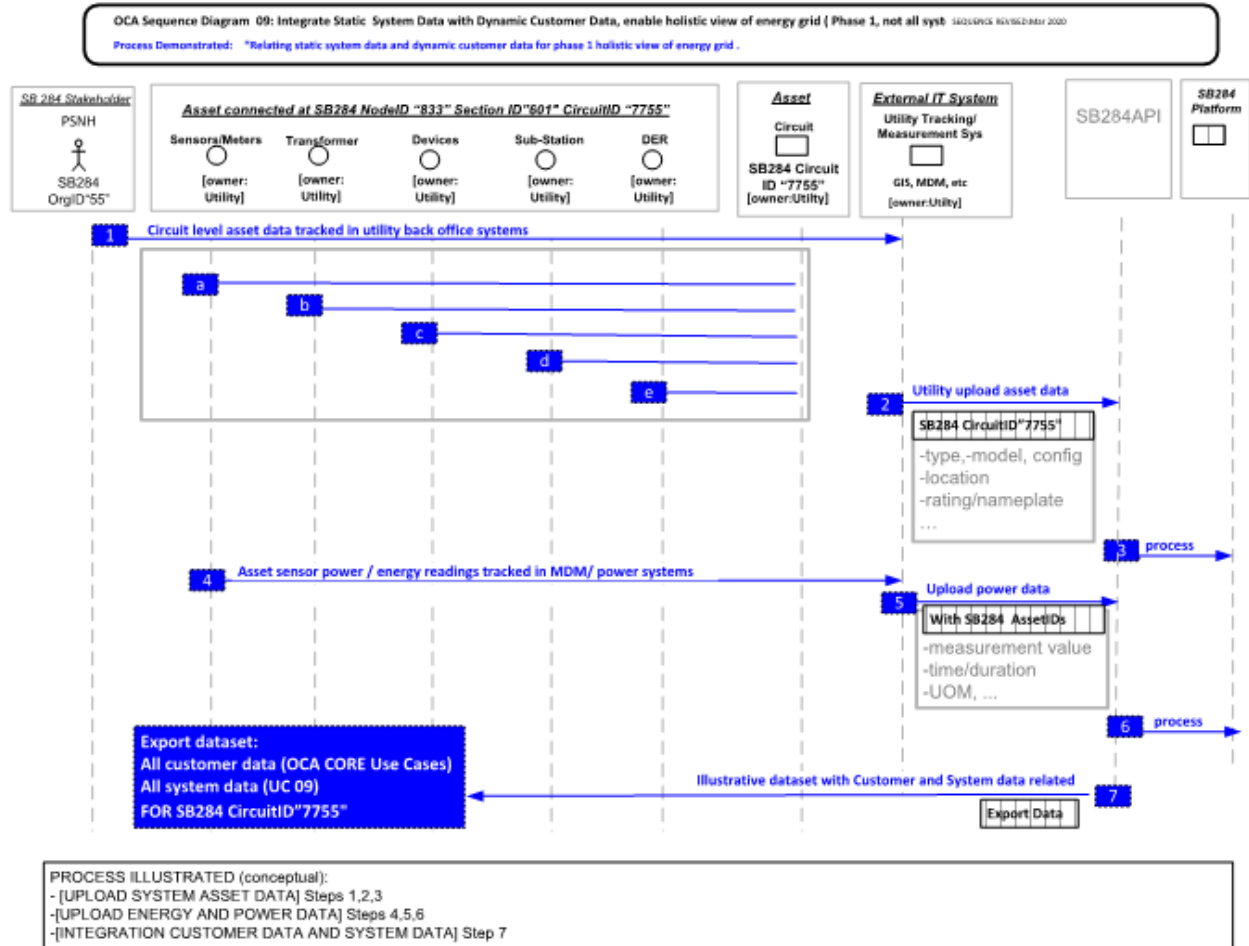 OCA Sequence Diagram 09: Integrate Static System Data with Dynamic Customer Data, enable holistic view of energy grid ( Phase 1, not all syst SEQUENCE REVISED:Mar 2020
Process Demonstrated: "Relating static system data and dynamic customer data for phase 1 holistic view of energy grid .
SB 284 Stakeholder
PSNH
SB284
OrgID"55"
Asset connected at SB284 NodeID "833" Section ID"601" CircuitID "7755"
Sensors/Meters
[owner:
Utility]
Transformer
[owner:
Utility]
Devices
[owner:
Utility]
Sub-Station
[owner:
Utility]
DER
[owner:
Utility]
Asset
Circuit
SB284 Circuit
ID "7755"
[owner:Utilty]
External IT System
Utility Tracking/
Measurement Sys
GIS, MDM, etc
[owner:Utilty]
SB284API
SB284
Platform
1 Circuit level asset data tracked in utility back office systems
a
b
c
d
e
2 Utility upload asset data
SB284 CircuitID"7755"
-type,-model, config
-location
-rating/nameplate
...
3 process
4 Asset sensor power / energy readings tracked in MDM/ power systems
5 Upload power data
With SB284 AssetIDs
-measurement value
-time/duration
-UOM, ...
6 process
Export dataset:
All customer data (OCA CORE Use Cases)
All system data (UC 09)
FOR SB284 CircuitID"7755"
Illustrative dataset with Customer and System data related
7
Export Data
PROCESS ILLUSTRATED (conceptual):
- [UPLOAD SYSTEM ASSET DATA] Steps 1,2,3
-[UPLOAD ENERGY AND POWER DATA] Steps 4,5,6
-[INTEGRATION CUSTOMER DATA AND SYSTEM DATA] Step 7